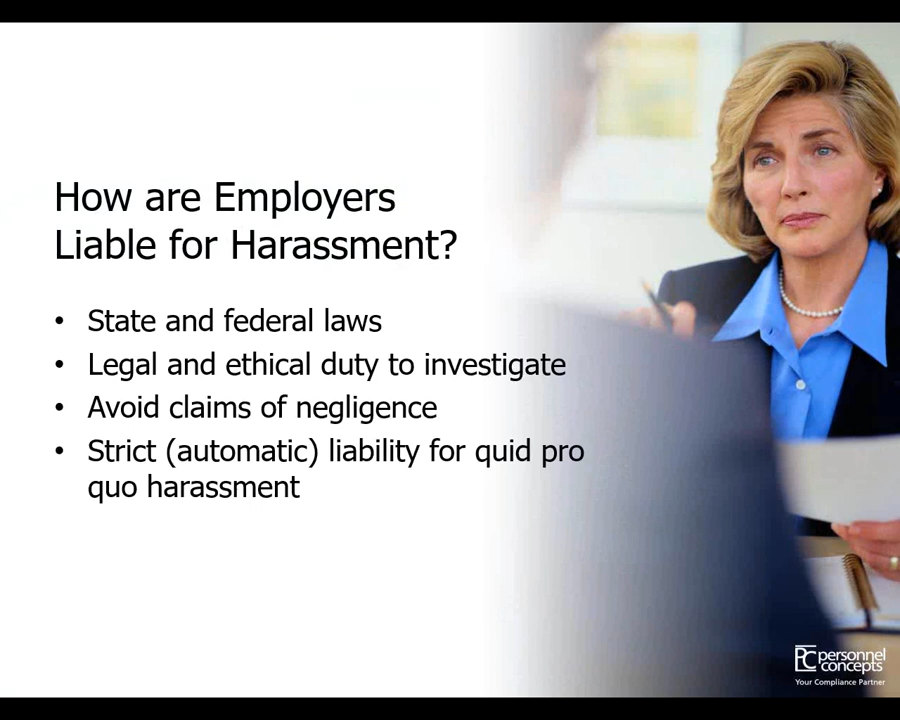 How are Employers
Liable for Harassment?
• State and federal laws
• Legal and ethical duty to investigate
• Avoid claims of negligence
• Strict (automatic) liability for quid pro
quo harassment
PC personnel
concepts
Your Compliance Partner